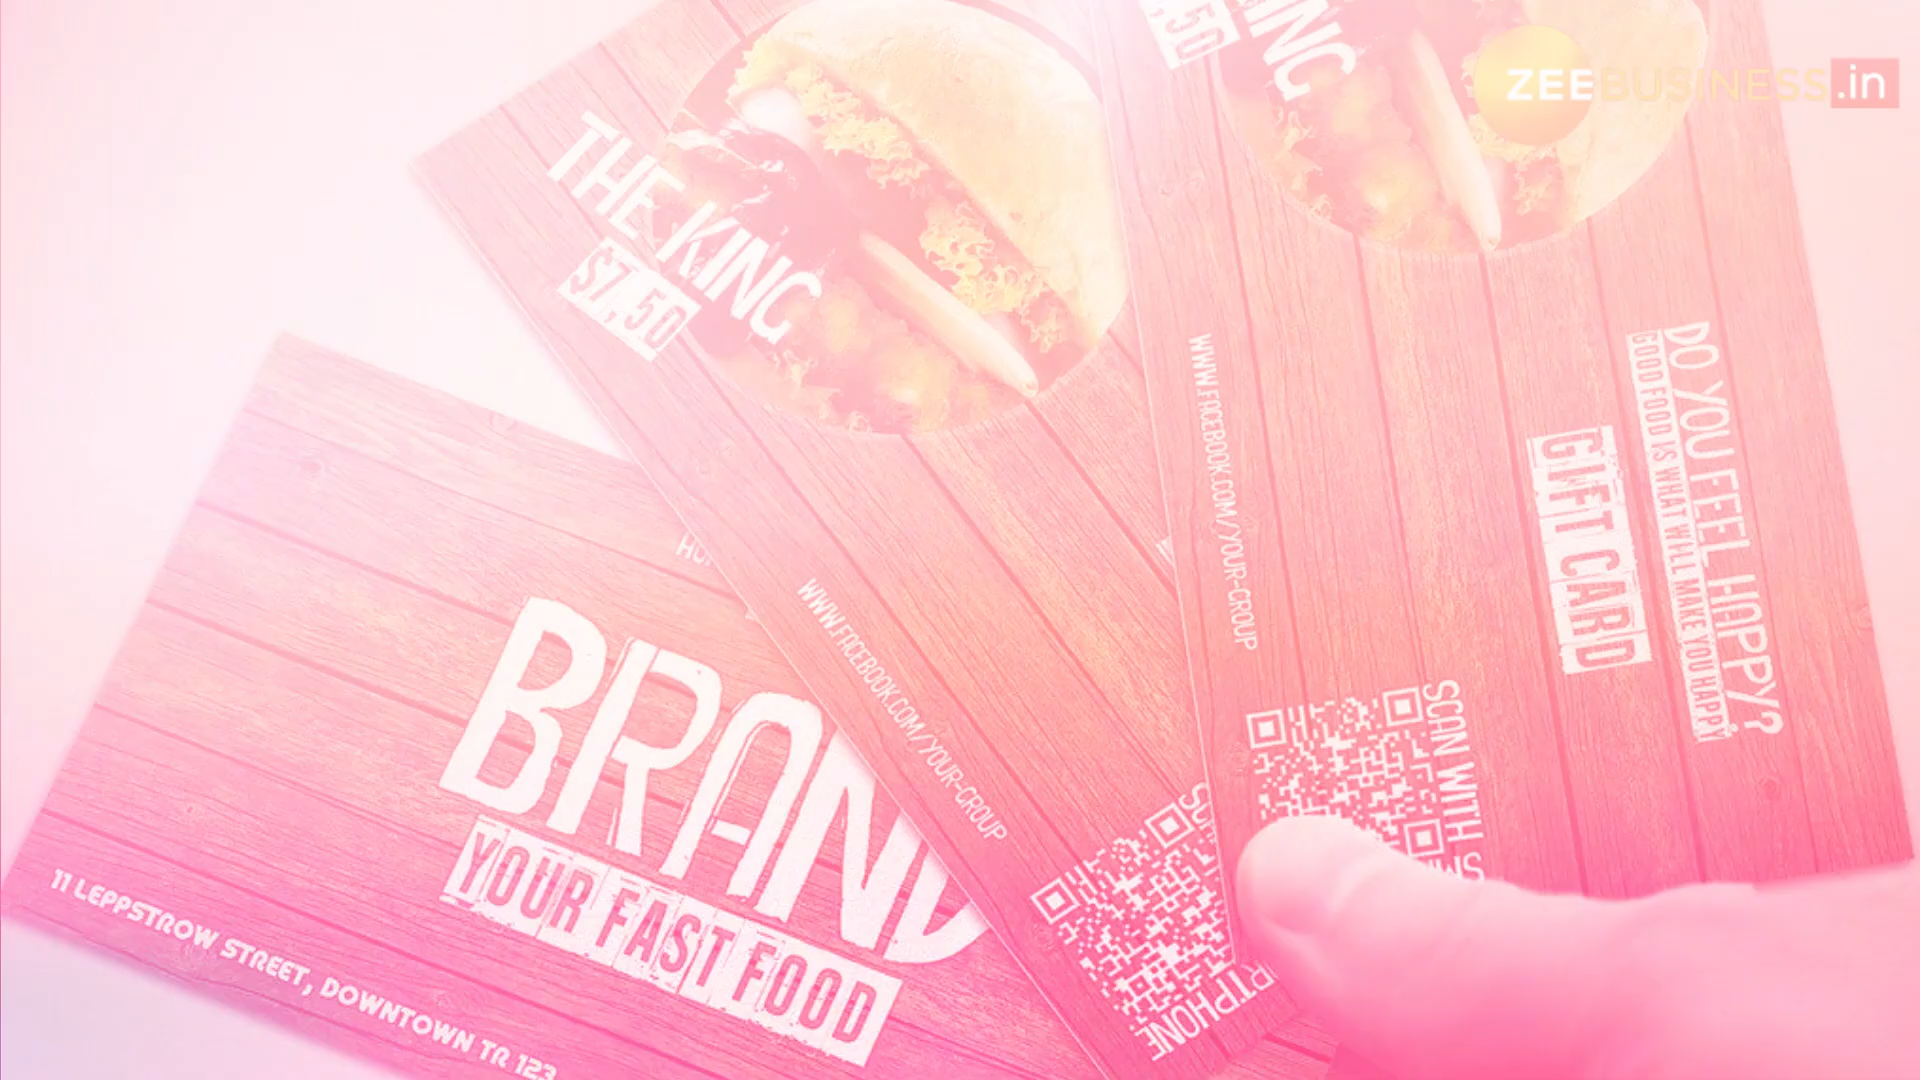 ZEEBUSINESS.in
THE KING
$7,50
WWW.FACEBOOK.COM/YOUR-GROUP
BRAND
YOUR FAST FOOD
11 LEPPSTROW STREET, DOWNTOWN TR 123
,50
ING
WWW.FACEBOOK.COM/YOUR-GROUP
DO YOU FEEL HAPPY?
GOOD FOOD IS WHAT WILL MAKE YOU HAPPY
GIFT CARD
SCAN WITH